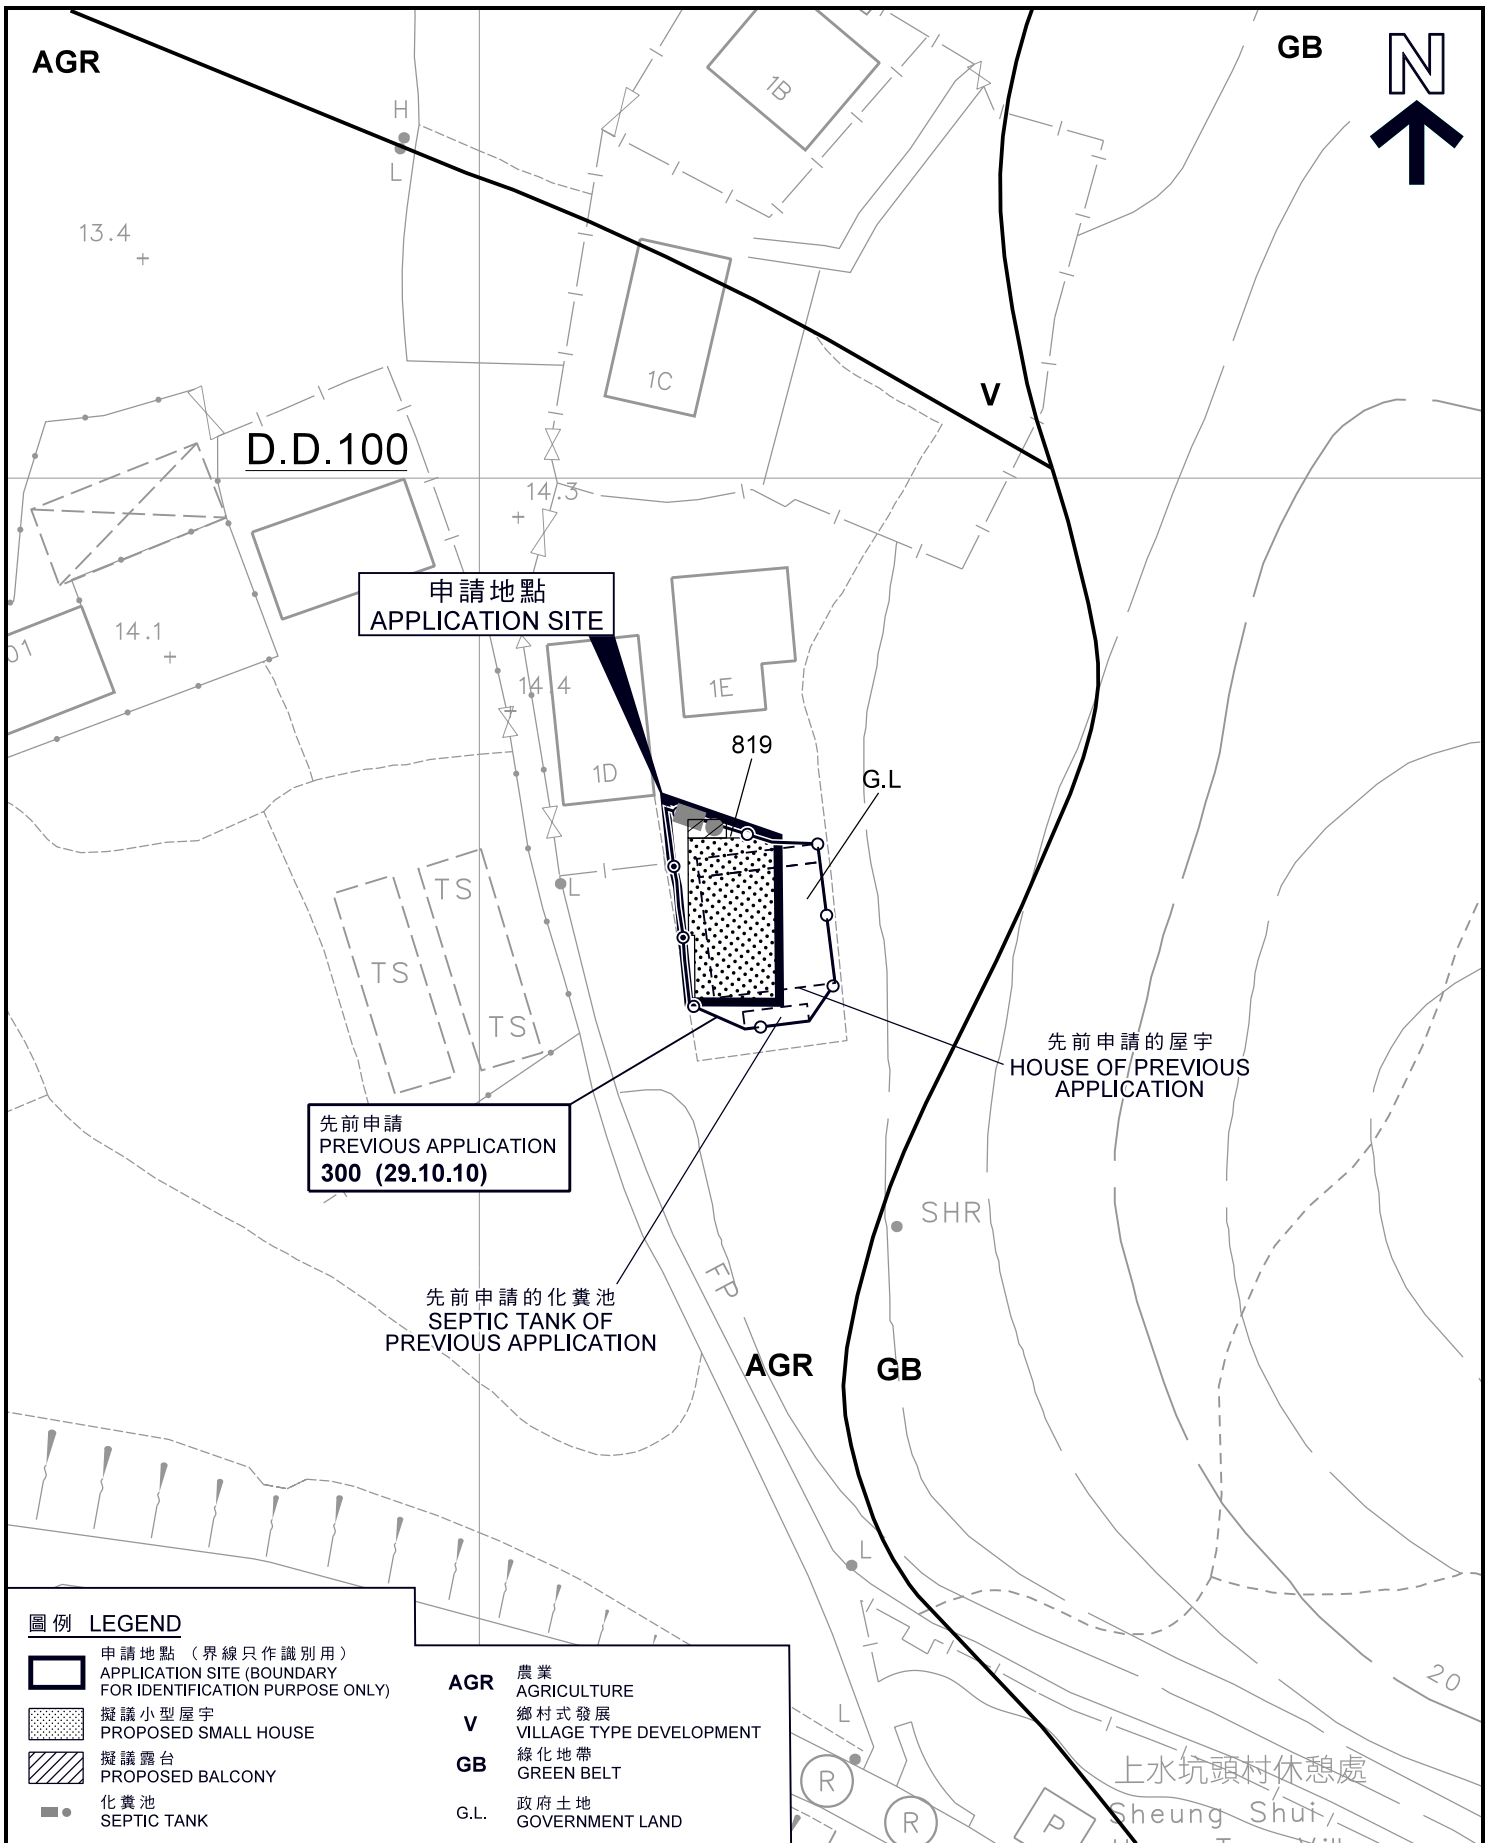 AGR
GB
N
1B
H
L
13.4
1C
V
D.D.100
14.3
申請地點
APPLICATION SITE
14.1
01
14.4
1E
1D
819
G.L
TS
L
TS
TS
先前申請的屋宇
HOUSE OF PREVIOUS
APPLICATION
先前申請
PREVIOUS APPLICATION
300 (29.10.10)
SHR
FP
先前申請的化糞池
SEPTIC TANK OF
PREVIOUS APPLICATION
AGR
GB
L
20
L
R
R
P
上水坑頭村休憩處
Sheung Shui
圖例 LEGEND
申請地點 (界線只作識別用)
APPLICATION SITE (BOUNDARY
FOR IDENTIFICATION PURPOSE ONLY)
擬議小型屋宇
PROPOSED SMALL HOUSE
擬議露台
PROPOSED BALCONY
化糞池
SEPTIC TANK
AGR 農業
AGRICULTURE
V 鄉村式發展
VILLAGE TYPE DEVELOPMENT
GB 綠化地帶
GREEN BELT
G.L. 政府土地
GOVERNMENT LAND